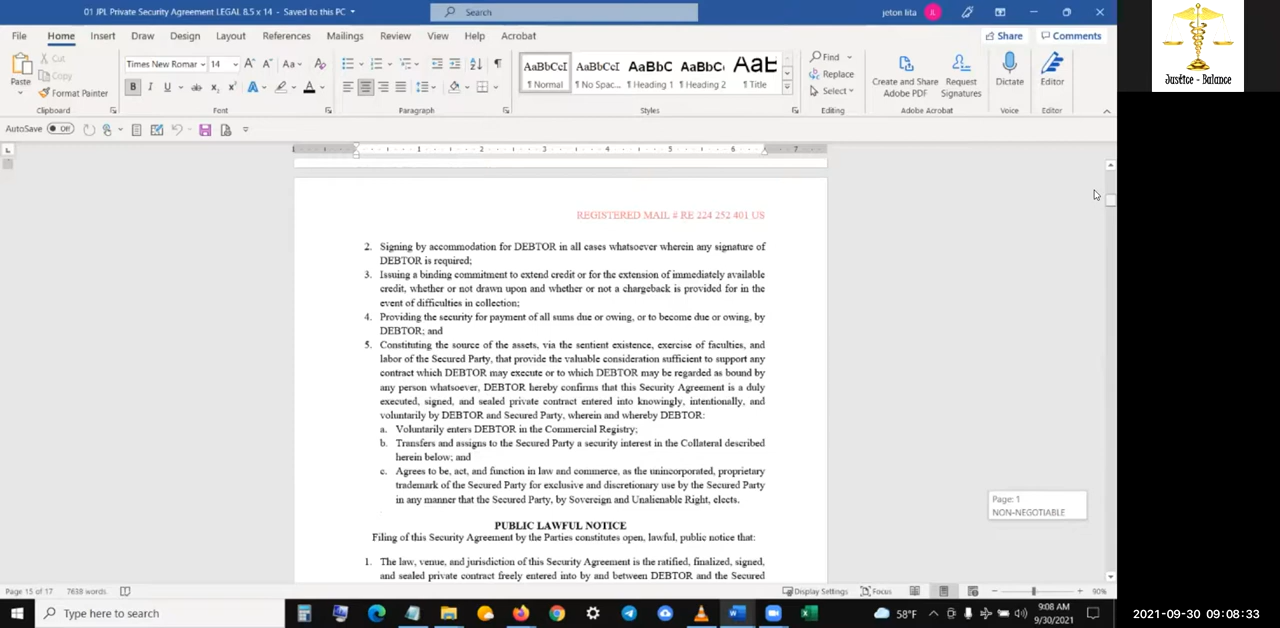 01 JPL Private Security Agreement LEGAL 8.5 x 14 - Saved to this PC
Search
jeton lita
JL
File Home Insert Draw Design Layout References Mailings Review View Help Acrobat
Share Comments
Paste
Cut
Copy
Format Painter
Clipboard
Times New Roman 14
Font
Paragraph
AaBbCcI AaBbCcI AaBbC AaBbCc AaB
¶ Normal ¶ No Spac... ¶ Heading 1 ¶ Heading 2 ¶ Title
Styles
Find
Replace
Select
Editing
Create and Share
Adobe PDF
Request
Signatures
Adobe Acrobat
Dictate
Voice
Editor
Editor
AutoSave Off
1 2 3 4 5 6 7
REGISTERED MAIL # RE 224 252 401 US
2. Signing by accommodation for DEBTOR in all cases whatsoever wherein any signature of
DEBTOR is required;
3. Issuing a binding commitment to extend credit or for the extension of immediately available
credit, whether or not drawn upon and whether or not a chargeback is provided for in the
event of difficulties in collection;
4. Providing the security for payment of all sums due or owing, or to become due or owing, by
DEBTOR; and
5. Constituting the source of the assets, via the sentient existence, exercise of faculties, and
labor of the Secured Party, that provide the valuable consideration sufficient to support any
contract which DEBTOR may execute or to which DEBTOR may be regarded as bound by
any person whatsoever, DEBTOR hereby confirms that this Security Agreement is a duly
executed, signed, and sealed private contract entered into knowingly, intentionally, and
voluntarily by DEBTOR and Secured Party, wherein and whereby DEBTOR:
a. Voluntarily enters DEBTOR in the Commercial Registry;
b. Transfers and assigns to the Secured Party a security interest in the Collateral described
herein below; and
c. Agrees to be, act, and function in law and commerce, as the unincorporated, proprietary
trademark of the Secured Party for exclusive and discretionary use by the Secured Party
in any manner that the Secured Party, by Sovereign and Unalienable Right, elects.
PUBLIC LAWFUL NOTICE
Filing of this Security Agreement by the Parties constitutes open, lawful, public notice that:
1. The law, venue, and jurisdiction of this Security Agreement is the ratified, finalized, signed,
and sealed private contract freely entered into by and between DEBTOR and the Secured
Page: 1
NON-NEGOTIABLE
Page 15 of 17 7638 words
Display Settings Focus 90%
Type here to search
58°F
9:08 AM
9/30/2021
Justice - Balance
2021-09-30 09:08:33